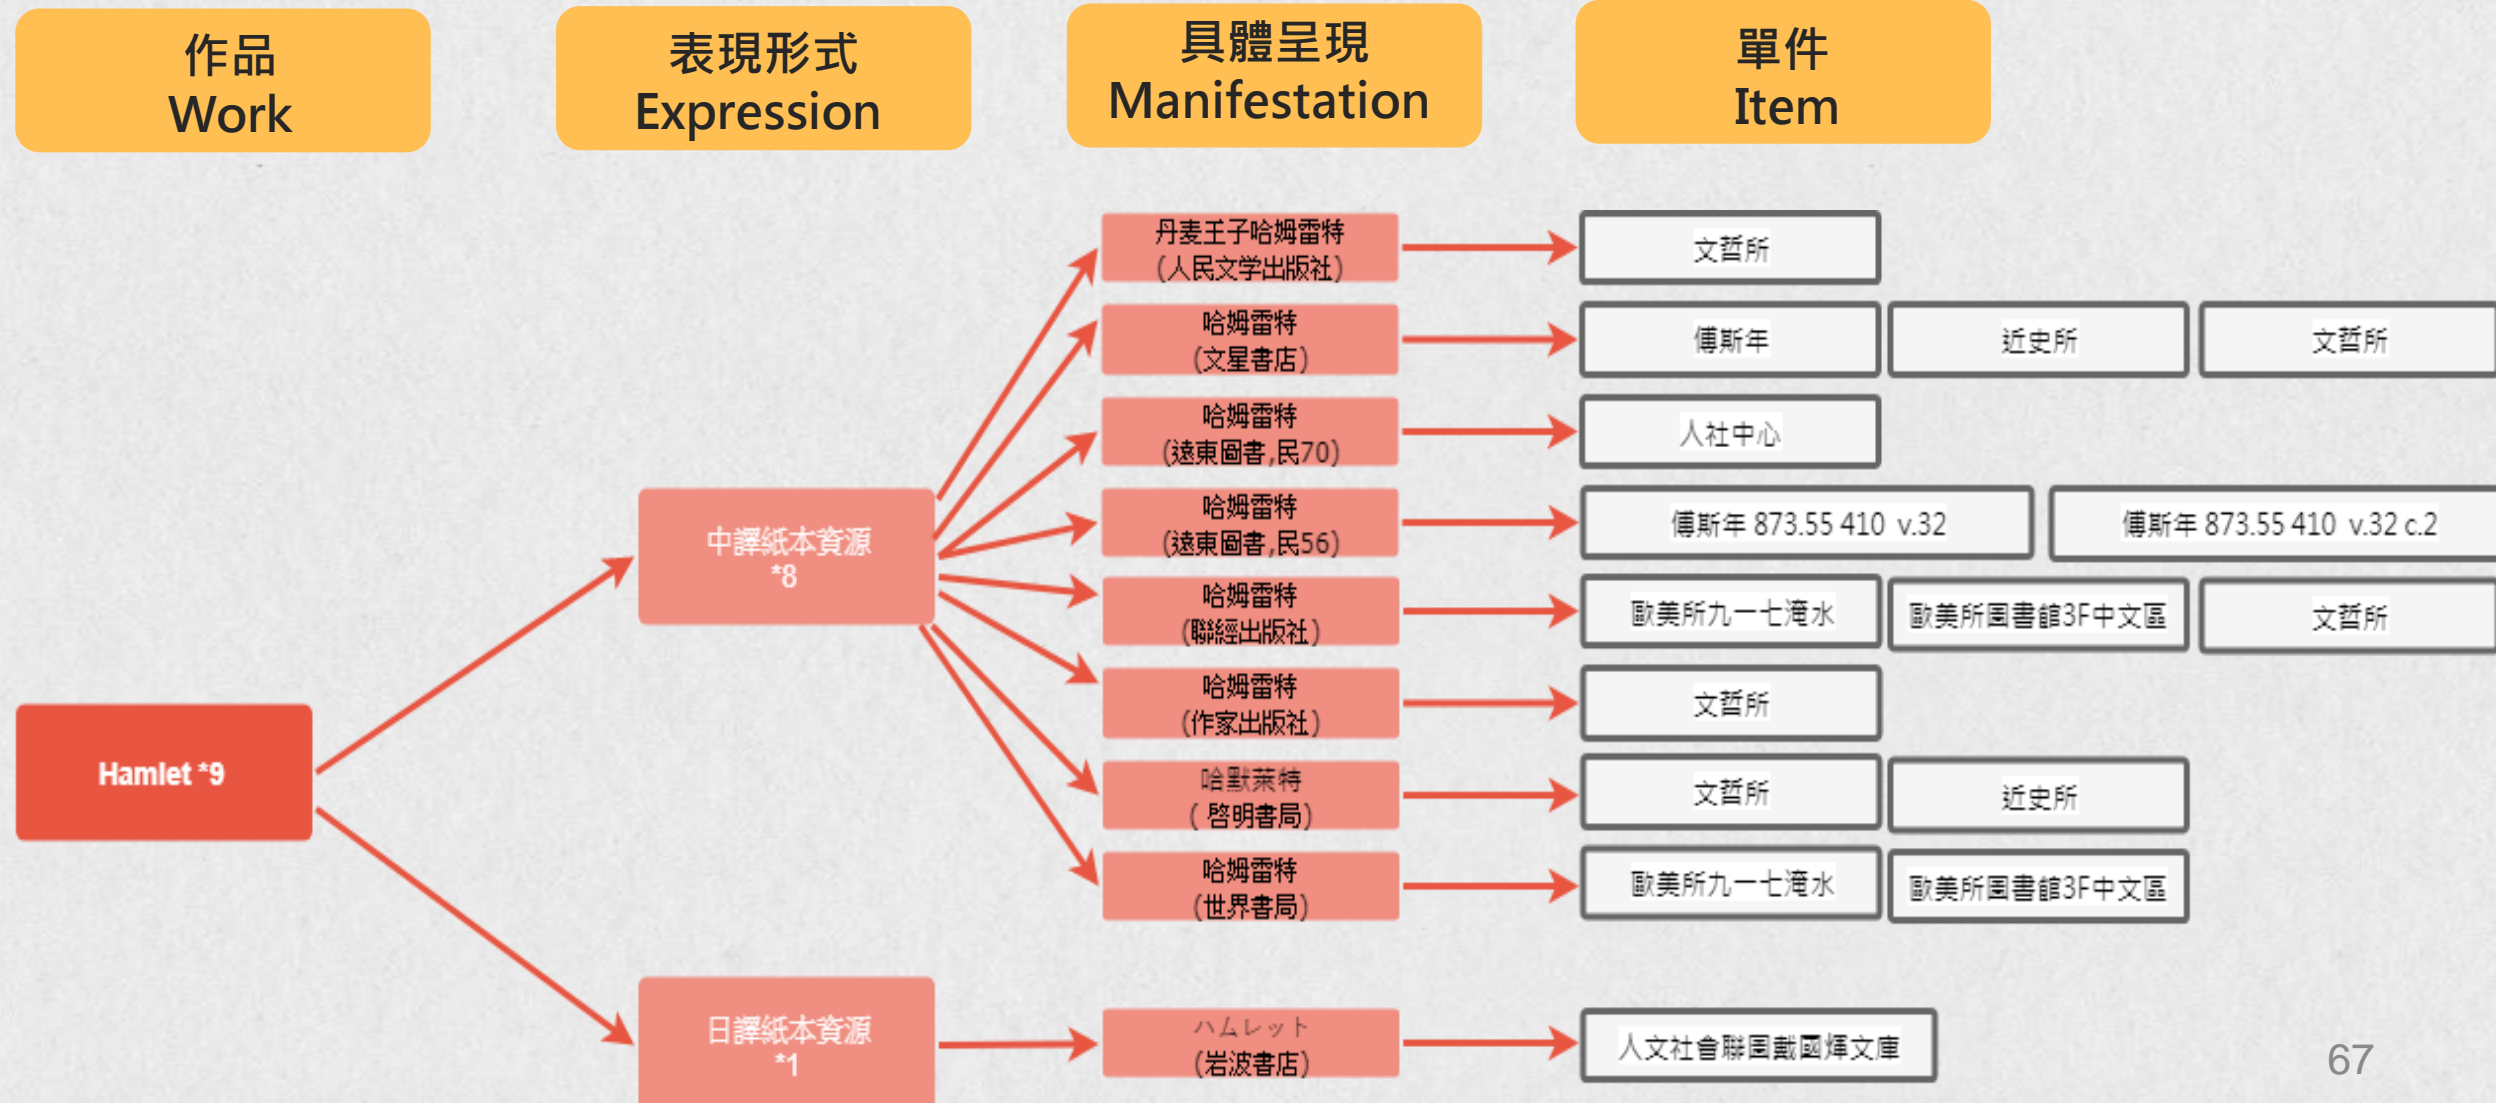 作品
Work
表現形式
Expression
具體呈現
Manifestation
單件
Item
Hamlet *9
中譯紙本資源
*8
日譯紙本資源
*1
丹麦王子哈姆雷特
(人民文学出版社)
文哲所
哈姆雷特
(文星書店)
傅斯年
近史所
文哲所
哈姆雷特
(遠東圖書,民70)
人社中心
哈姆雷特
(遠東圖書,民56)
傅斯年 873.55 410 v.32
傅斯年 873.55 410 v.32 c.2
哈姆雷特
(聯經出版社)
歐美所九一七淹水
歐美所圖書館3F中文區
文哲所
哈姆雷特
(作家出版社)
文哲所
哈默萊特
( 啓明書局)
文哲所
近史所
哈姆雷特
(世界書局)
歐美所九一七淹水
歐美所圖書館3F中文區
ハムレット
(岩波書店)
人文社會聯圖戴國煇文庫
67